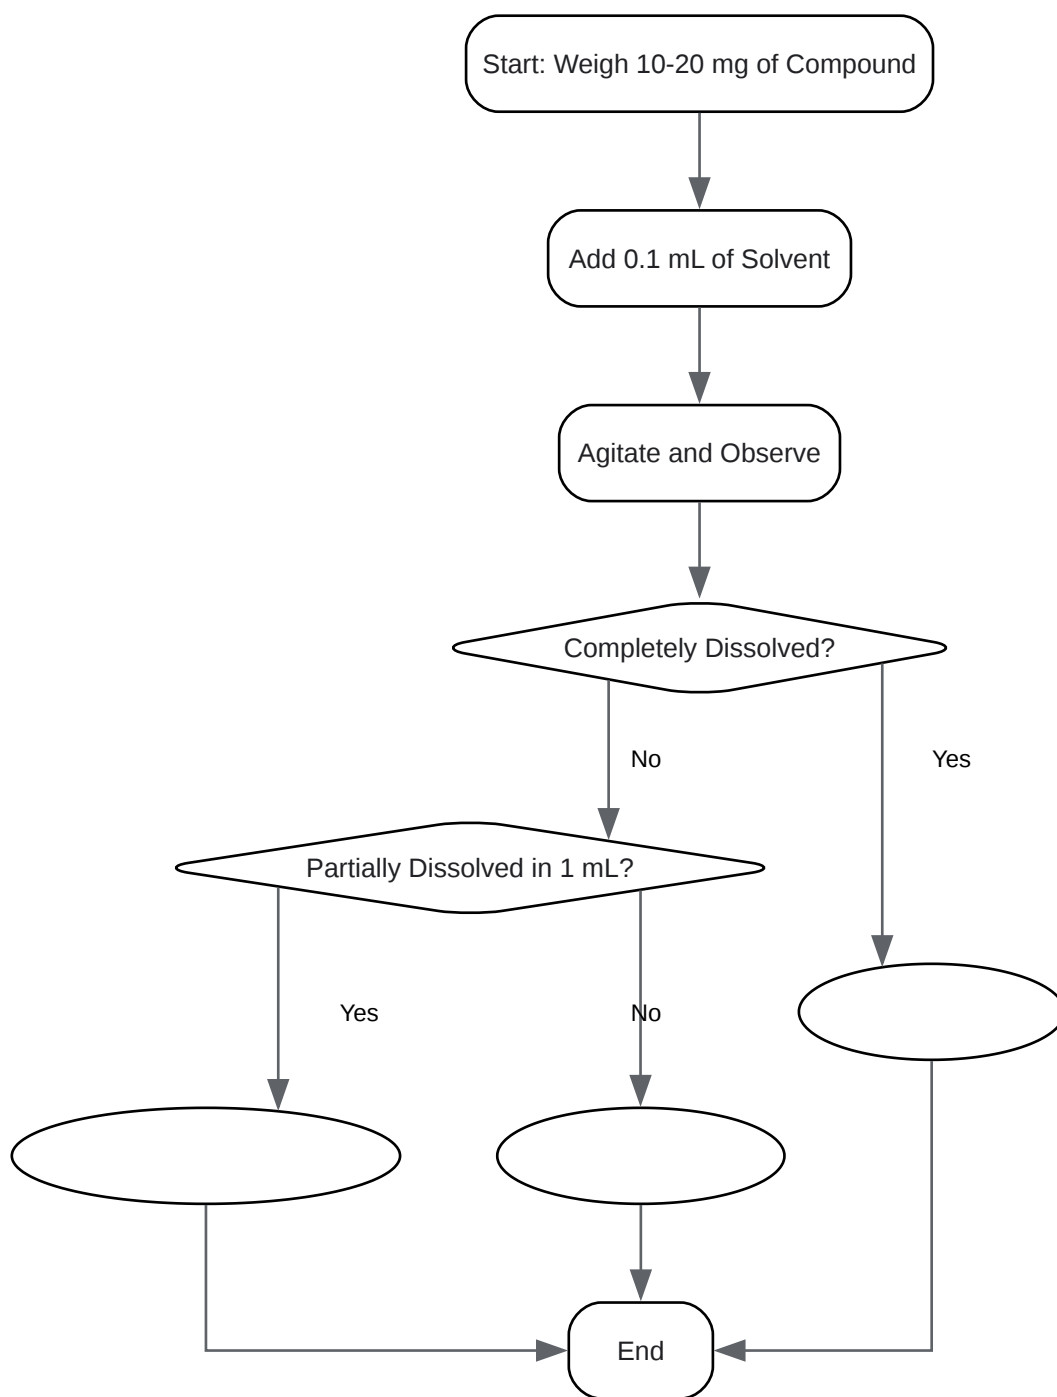 Start: Weigh 10-20 mg of Compound
Add 0.1 mL of Solvent
Agitate and Observe
Completely Dissolved?
No
Yes
Partially Dissolved in 1 mL?
Yes
No
End